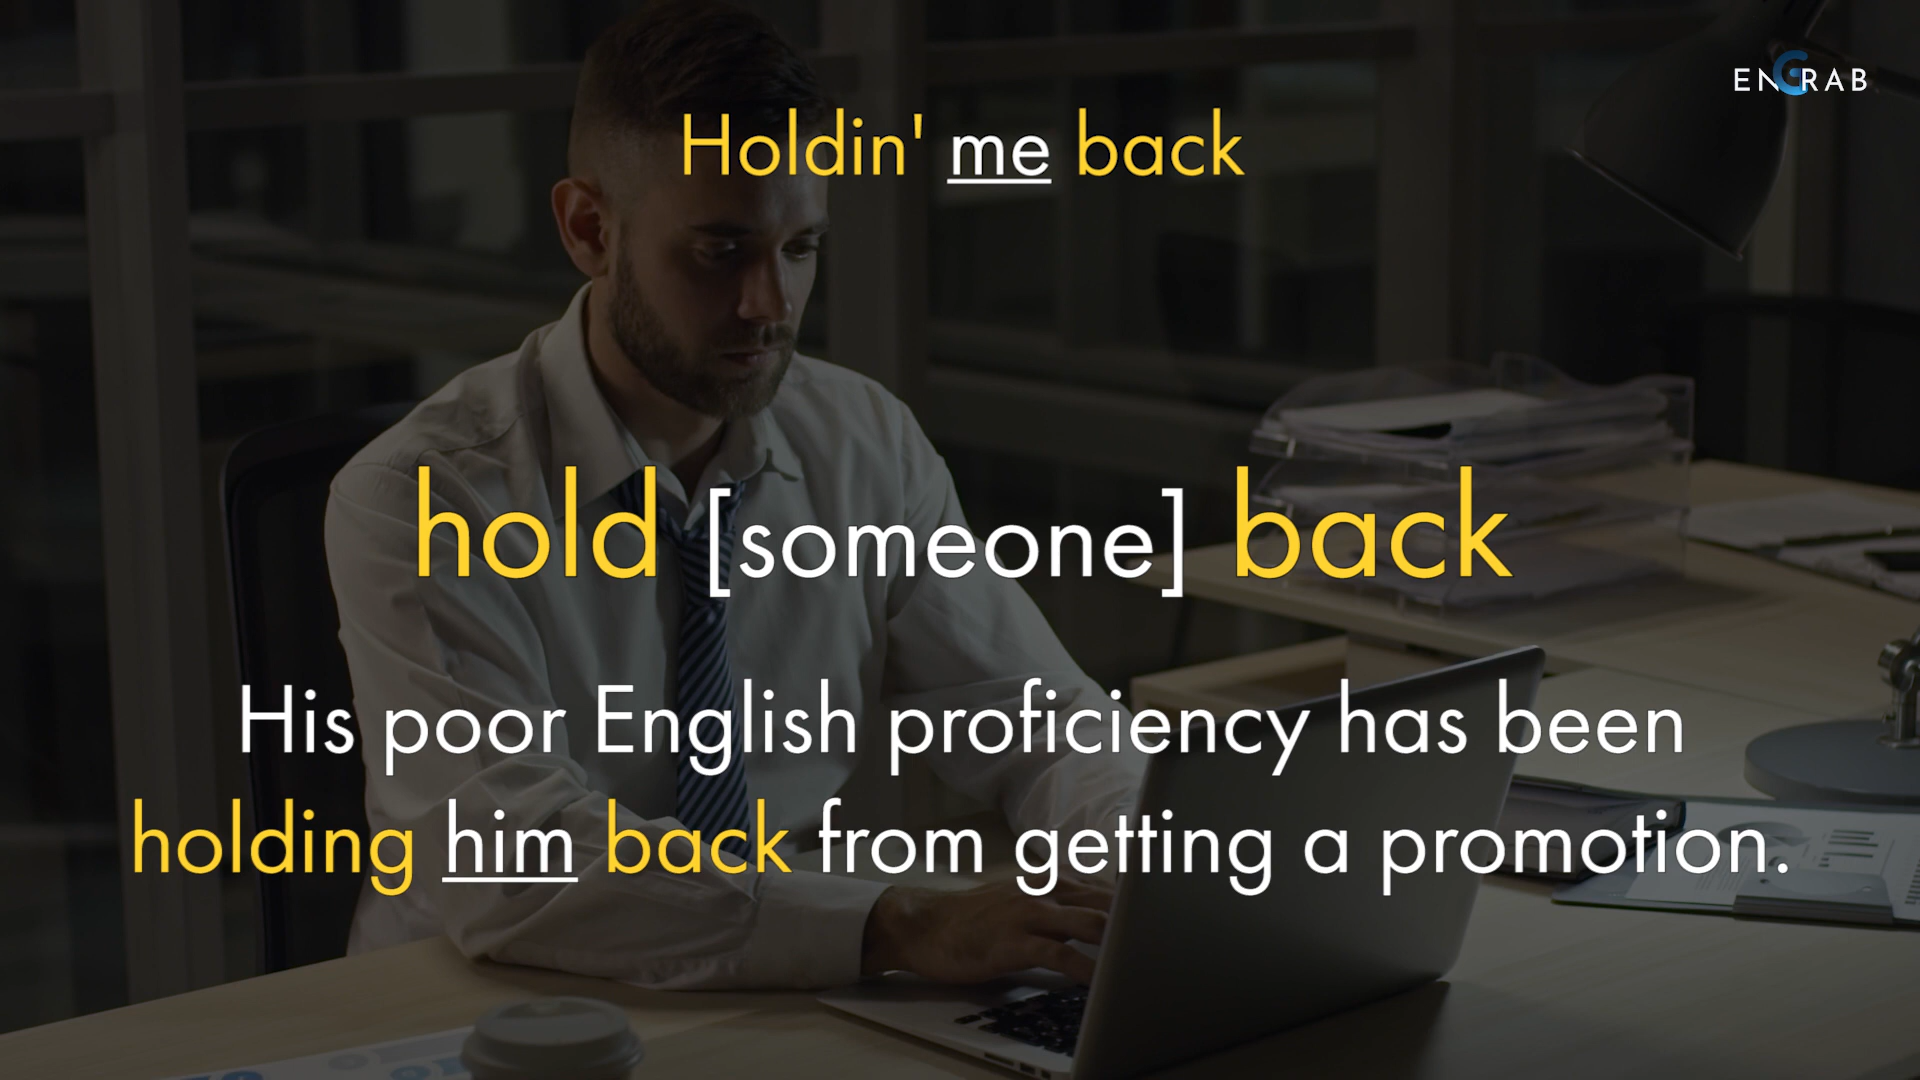 ENGRAB
Holdin' me back
hold [someone] back
His poor English proficiency has been
holding him back from getting a promotion.